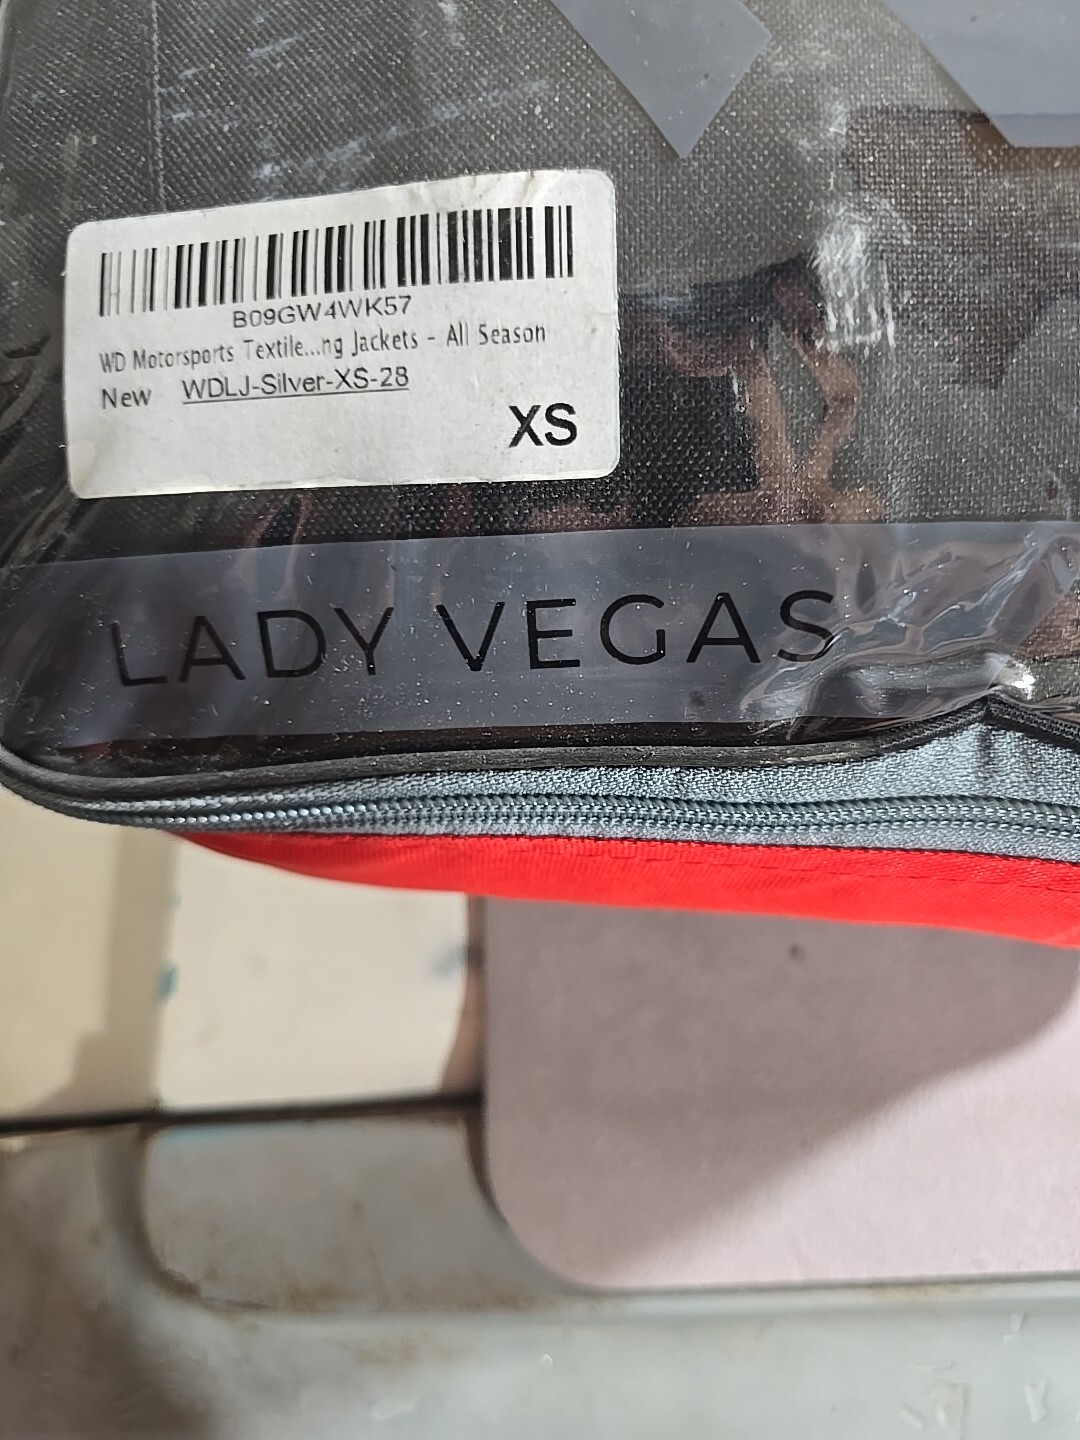 B09GW4WK57
WD Motorsports Textile...ng Jackets - All Season
New WDLJ-Silver-XS-28
XS
LADY VEGAS